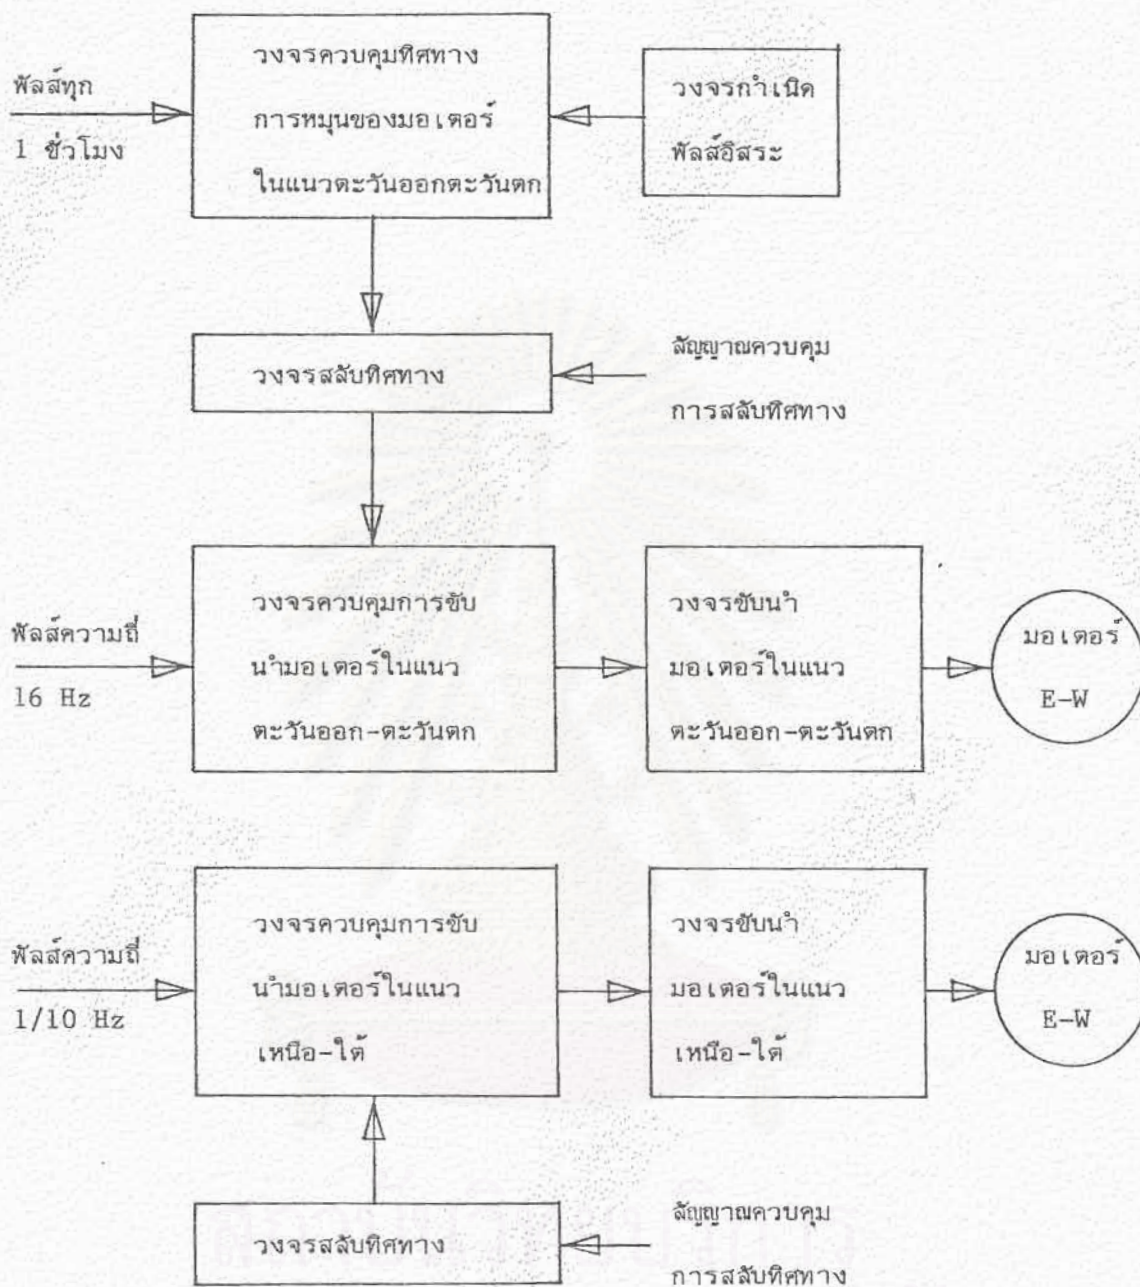 วงจรควบคุมทิศทาง
การหมุนของมอเตอร์
ในแนวตะวันออกตะวันตก
พัลส์ทุก
1 ชั่วโมง
วงจรกำเนิด
พัลส์อิสระ
วงจรสลับทิศทาง
สัญญาณควบคุม
การสลับทิศทาง
พัลส์ความถี่
16 Hz
วงจรควบคุมการขับ
นำมอเตอร์ในแนว
ตะวันออก-ตะวันตก
วงจรขับนำ
มอเตอร์ในแนว
ตะวันออก-ตะวันตก
มอเตอร์
E-W
พัลส์ความถี่
1/10 Hz
วงจรควบคุมการขับ
นำมอเตอร์ในแนว
เหนือ-ใต้
วงจรขับนำ
มอเตอร์ในแนว
เหนือ-ใต้
มอเตอร์
E-W
วงจรสลับทิศทาง
สัญญาณควบคุม
การสลับทิศทาง